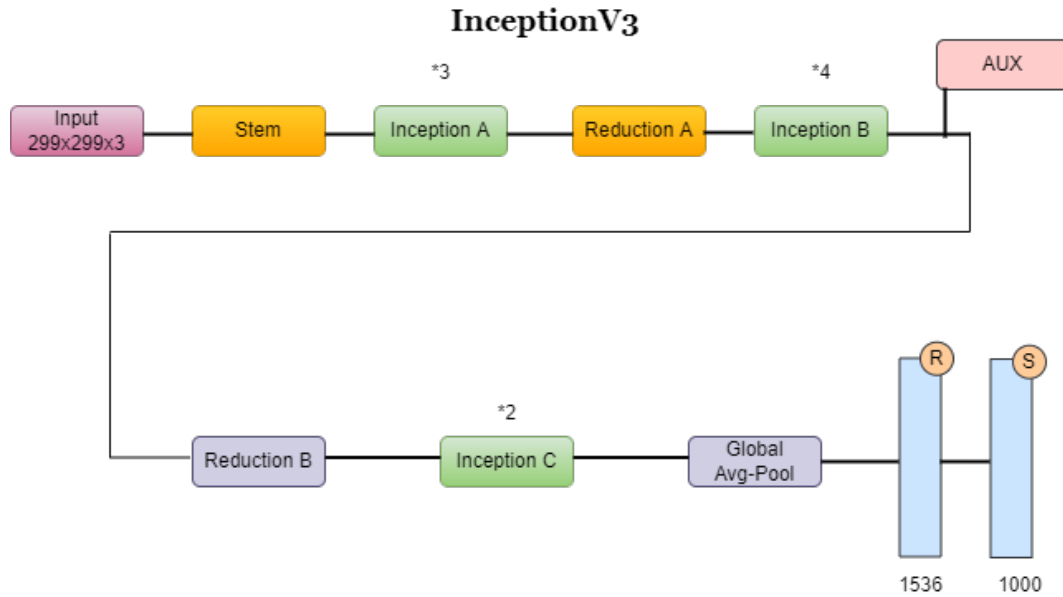 InceptionV3
*3
*4
AUX
Input
299x299x3
Stem
Inception A
Reduction A
Inception B
*2
Reduction B
Inception C
Global
Avg-Pool
R
S
1536
1000